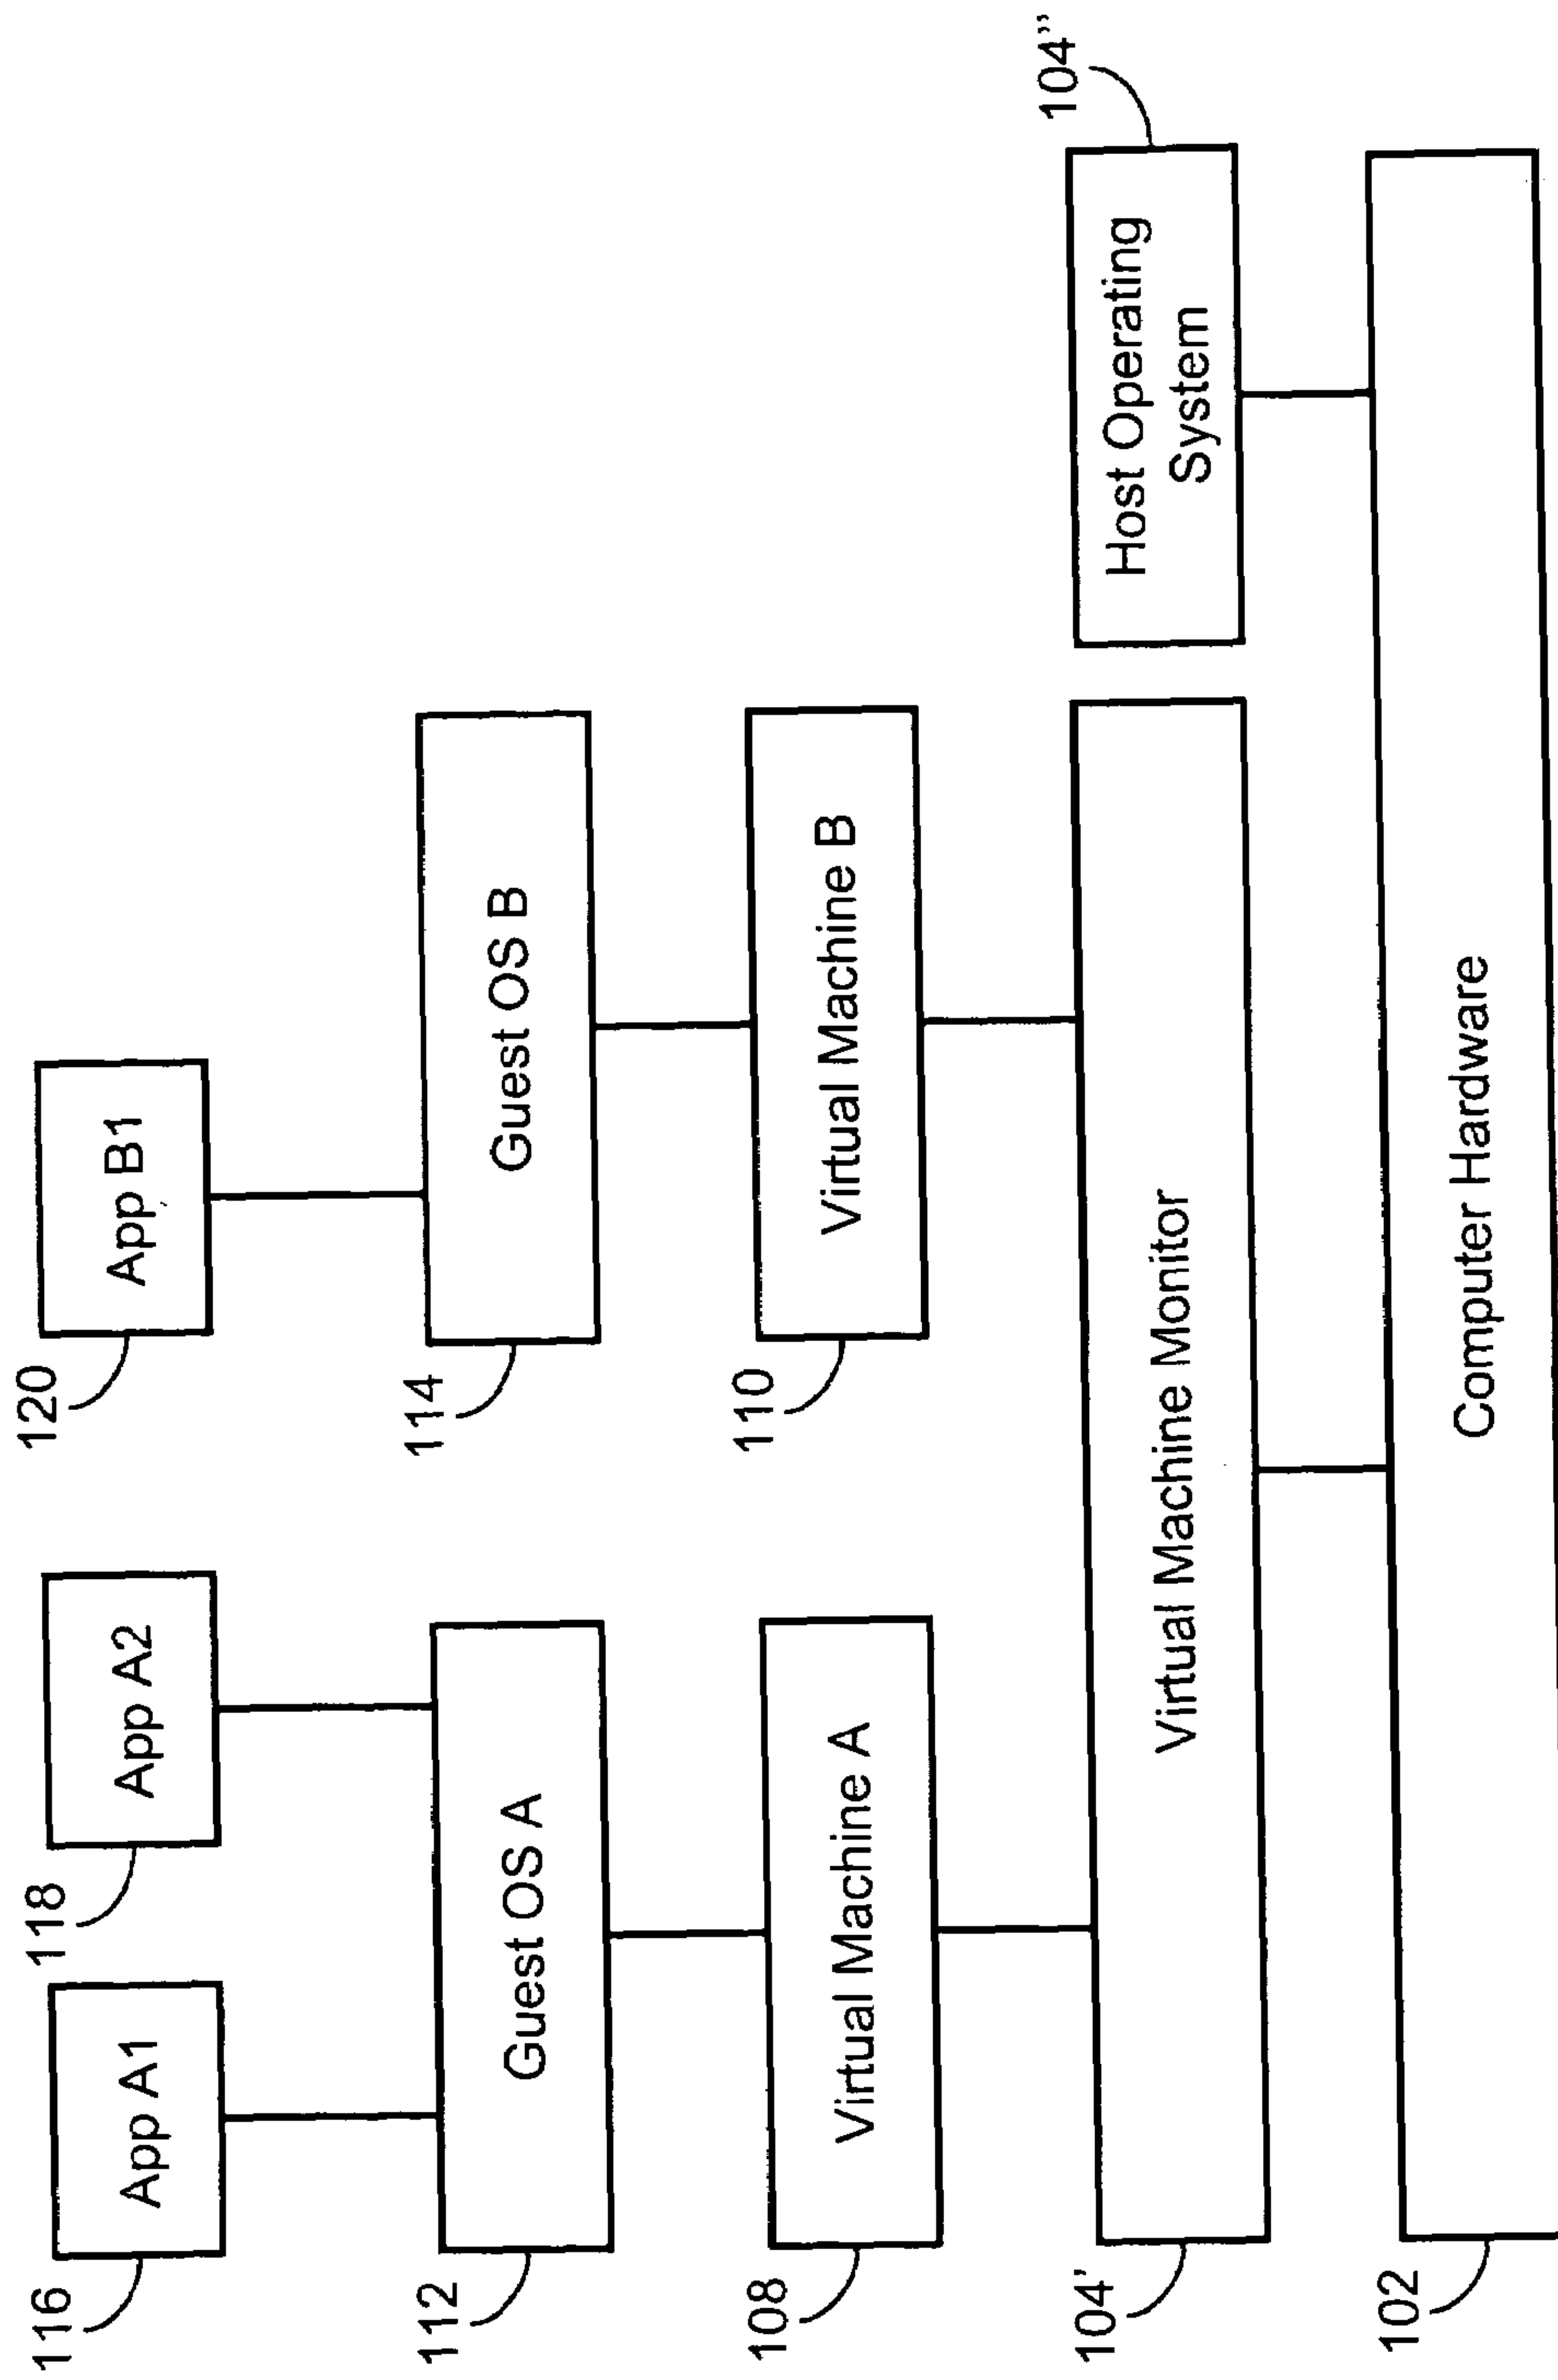 120
App B1
118
App A2
116
App A1
114
Guest OS B
112
Guest OS A
110
Virtual Machine B
108
Virtual Machine A
104'
Virtual Machine Monitor
104"
Host Operating
System
102
Computer Hardware